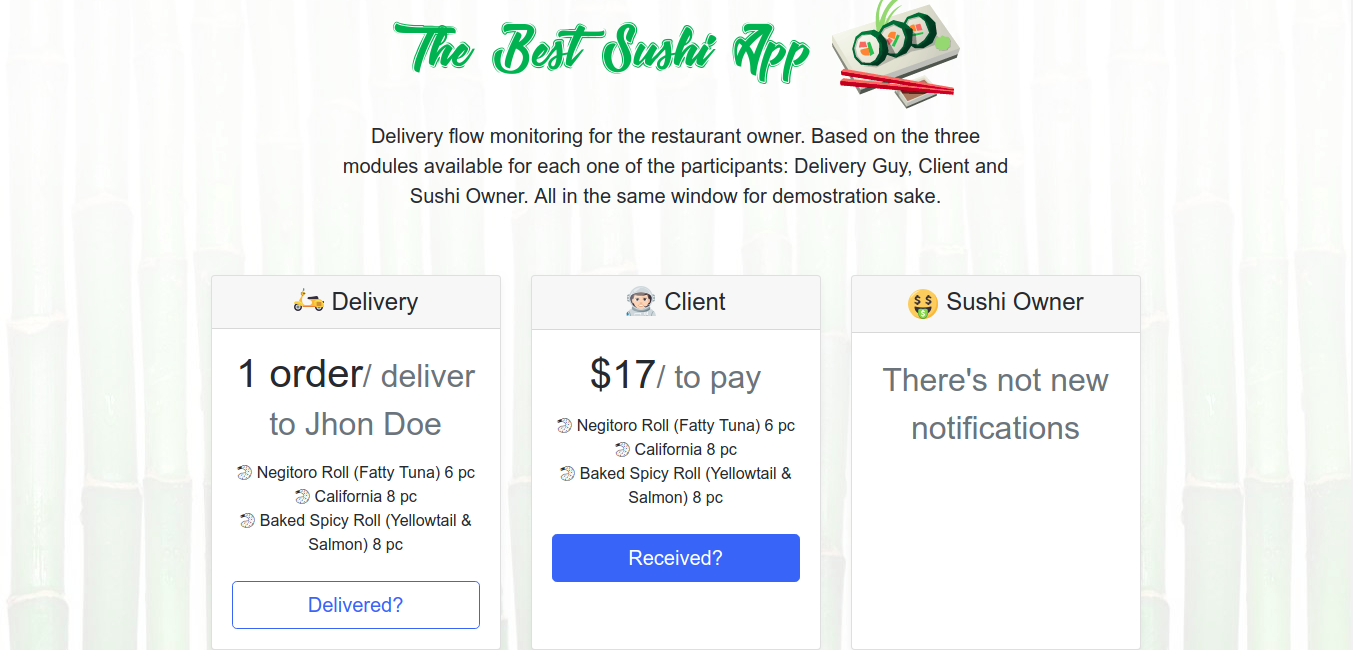 The Best Sushi App
Delivery flow monitoring for the restaurant owner. Based on the three
modules available for each one of the participants: Delivery Guy, Client and
Sushi Owner. All in the same window for demostration sake.
Delivery
1 order/ deliver
to Jhon Doe
Negitoro Roll (Fatty Tuna) 6 pc
California 8 pc
Baked Spicy Roll (Yellowtail &
Salmon) 8 pc
Delivered?
Client
$17/ to pay
Negitoro Roll (Fatty Tuna) 6 pc
California 8 pc
Baked Spicy Roll (Yellowtail &
Salmon) 8 pc
Received?
Sushi Owner
There's not new
notifications